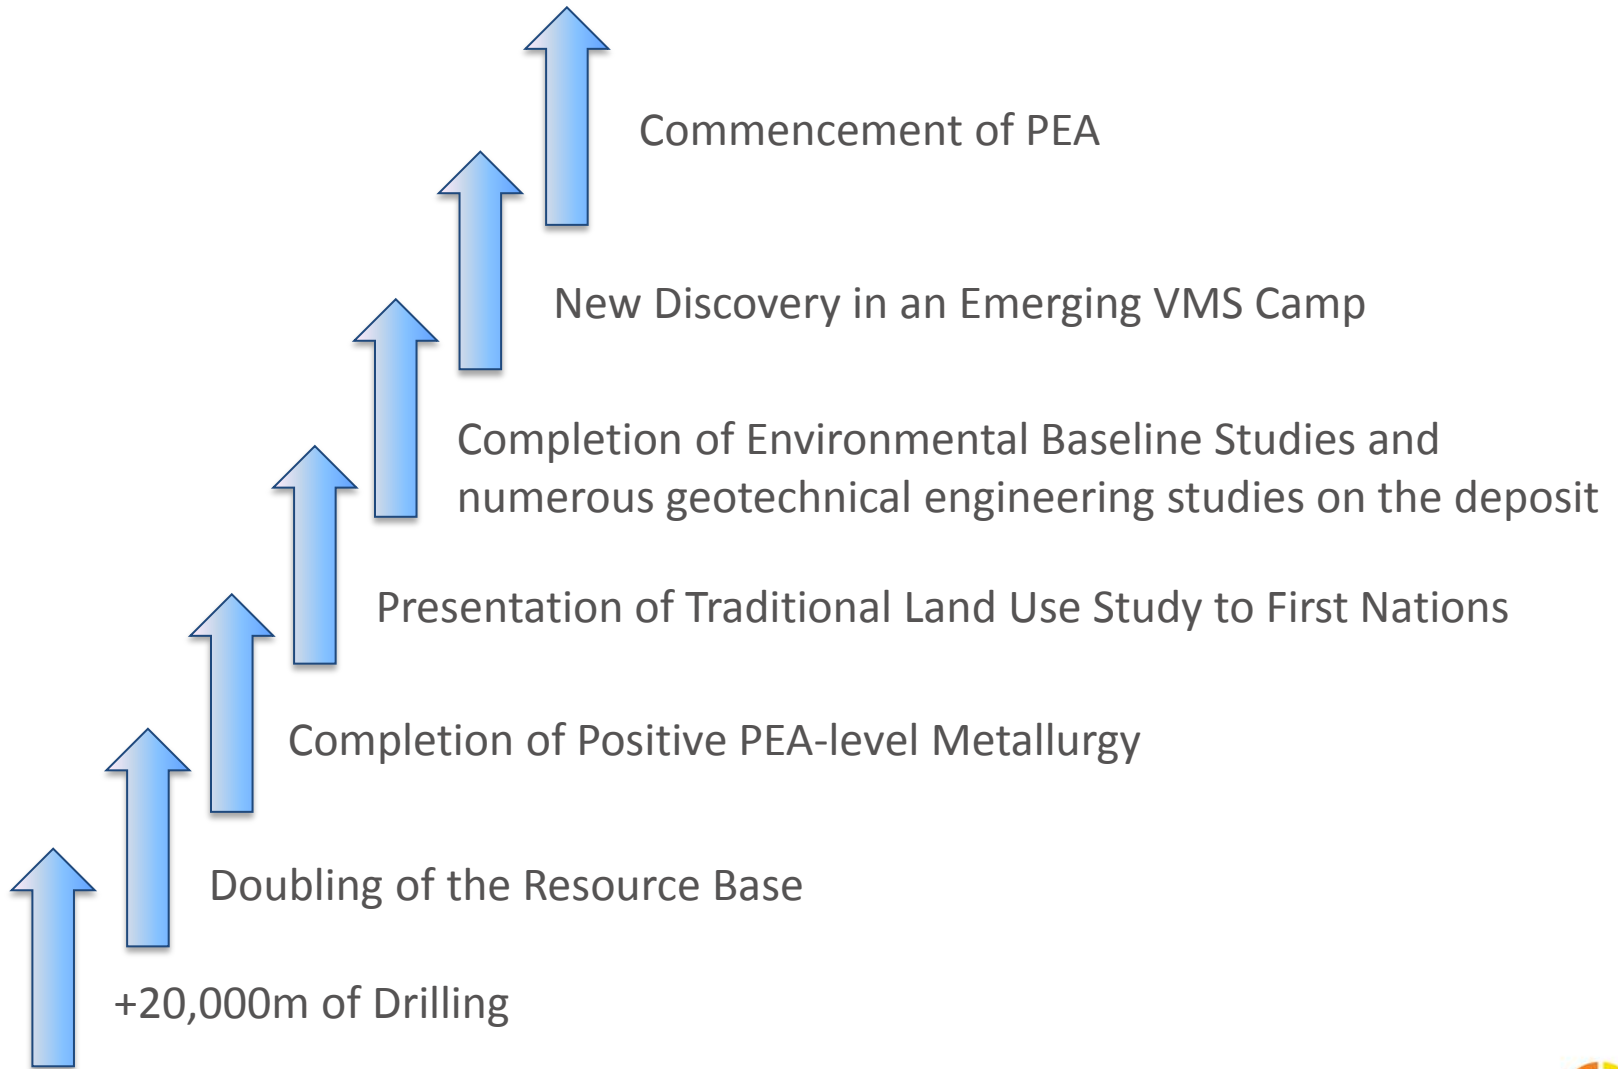 Commencement of PEA
New Discovery in an Emerging VMS Camp
Completion of Environmental Baseline Studies and
numerous geotechnical engineering studies on the deposit
Presentation of Traditional Land Use Study to First Nations
Completion of Positive PEA-level Metallurgy
Doubling of the Resource Base
+20,000m of Drilling